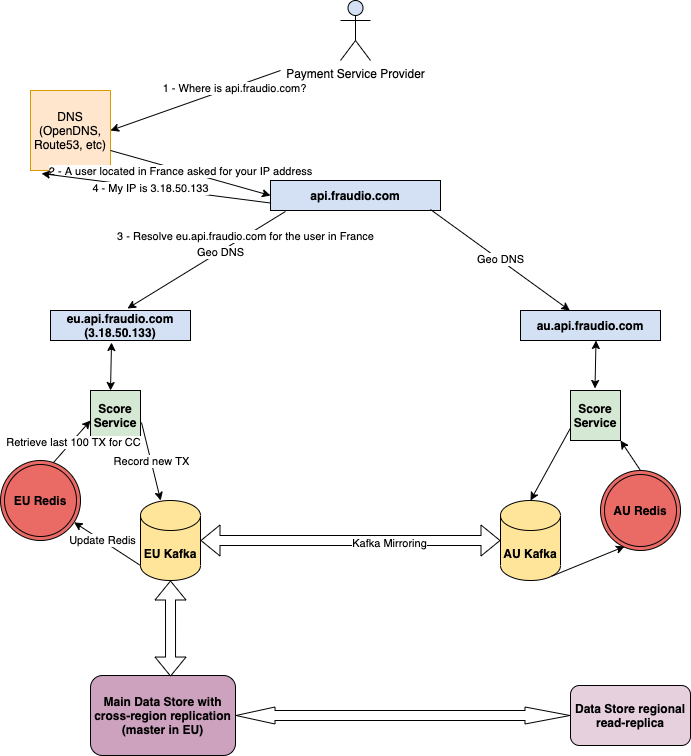 Payment Service Provider
1 - Where is api.fraudio.com?
DNS
(OpenDNS,
Route53, etc)
2 - A user located in France asked for your IP address
4 - My IP is 3.18.50.133
api.fraudio.com
3 - Resolve eu.api.fraudio.com for the user in France
Geo DNS
Geo DNS
eu.api.fraudio.com
(3.18.50.133)
au.api.fraudio.com
Score
Service
Score
Service
Retrieve last 100 TX for CC
Record new TX
EU Redis
AU Redis
Update Redis
EU Kafka
Kafka Mirroring
AU Kafka
Main Data Store with
cross-region replication
(master in EU)
Data Store regional
read-replica